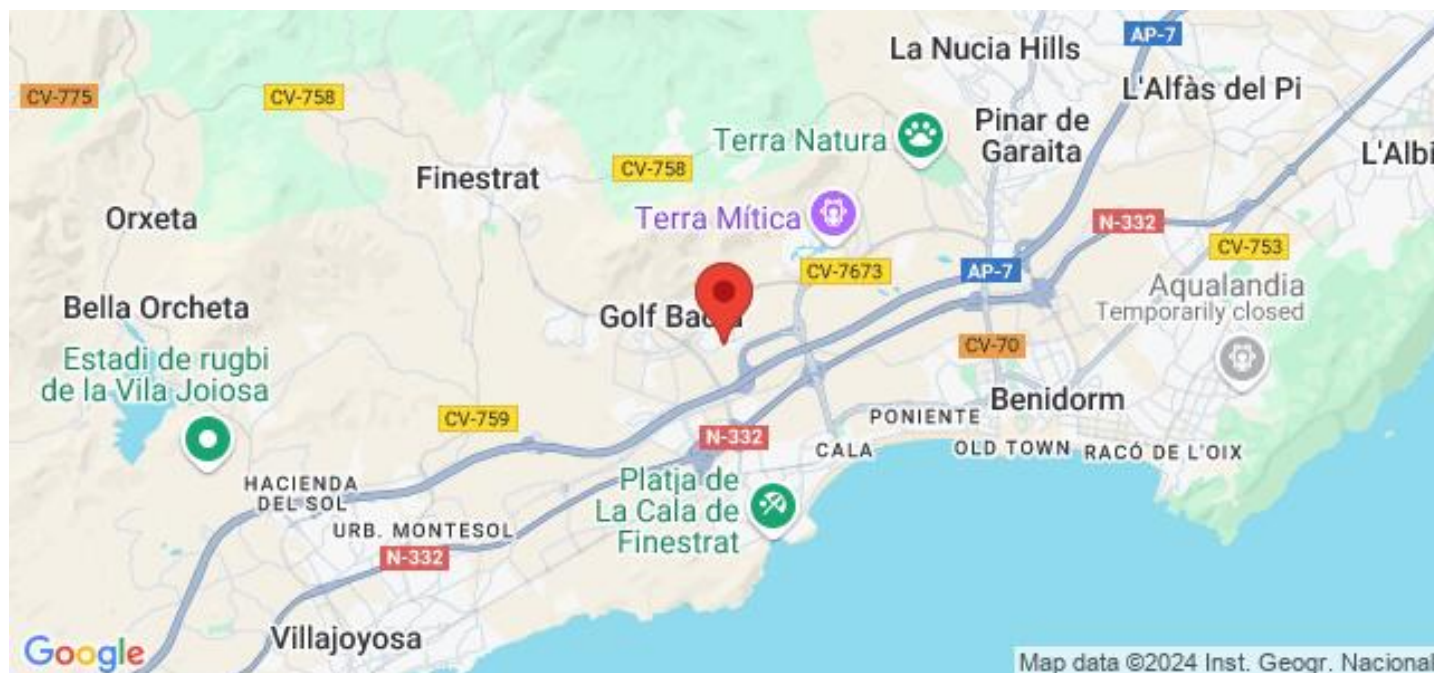 La Nucia Hills
AP-7
L'Alfàs del Pi
CV-775
CV-758
Terra Natura
Pinar de
Garaita
L'Albi
Finestrat
CV-758
Orxeta
Terra Mítica
N-332
CV-753
CV-7673
AP-7
Aqualandia
Temporarily closed
Bella Orcheta
Golf Ba
Estadi de rugbi
de la Vila Joiosa
CV-70
Benidorm
CV-759
PONIENTE
N-332
CALA
OLD TOWN
RACÓ DE L'OIX
HACIENDA
DEL SOL
Platja de
La Cala de
Finestrat
URB. MONTESOL
N-332
Villajoyosa
Google
Map data ©2024 Inst. Geogr. Nacional